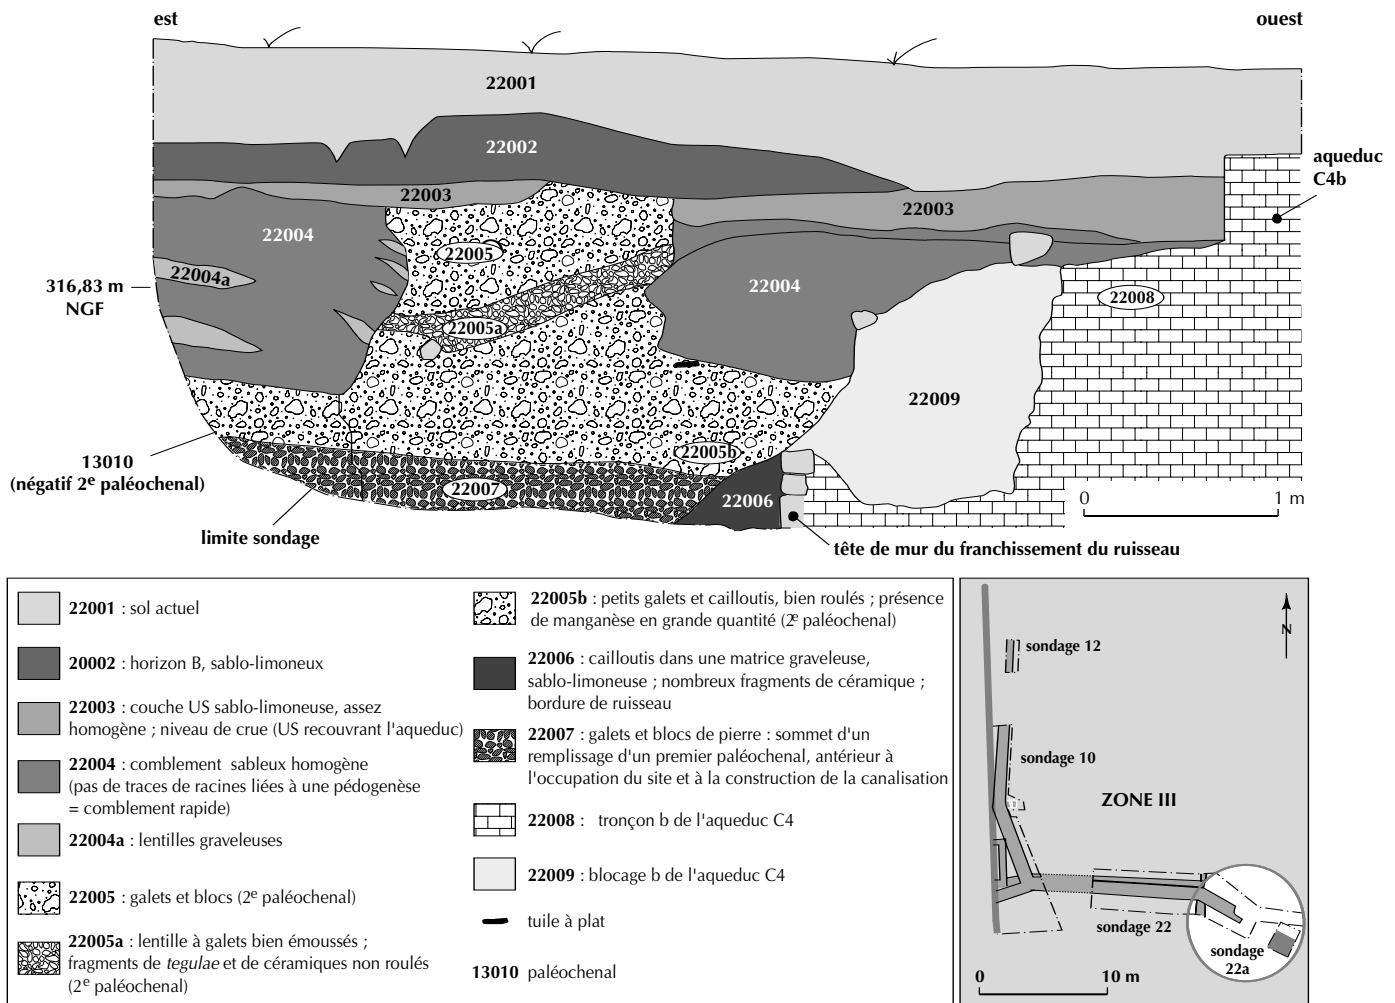 est
ouest
22001
22002
aqueduc
C4b
22003
22003
22004
22005
22004a
316,83 m
NGF
22004
22008
22005a
22009
22005b
13010
(négatif 2e paléochenal)
22007
22006
0 1 m
limite sondage
tête de mur du franchissement du ruisseau
22001 : sol actuel
20002 : horizon B, sablo-limoneux
22003 : couche US sablo-limoneuse, assez
homogène ; niveau de crue (US recouvrant l'aqueduc)
22004 : comblement sableux homogène
(pas de traces de racines liées à une pédogenèse
= comblement rapide)
22004a : lentilles graveleuses
22005 : galets et blocs (2e paléochenal)
22005a : lentille à galets bien émoussés ;
fragments de tegulae et de céramiques non roulés
(2e paléochenal)
22005b : petits galets et cailloutis, bien roulés ; présence
de manganèse en grande quantité (2e paléochenal)
22006 : cailloutis dans une matrice graveleuse,
sablo-limoneuse ; nombreux fragments de céramique ;
bordure de ruisseau
22007 : galets et blocs de pierre : sommet d'un
remplissage d'un premier paléochenal, antérieur à
l'occupation du site et à la construction de la canalisation
22008 : tronçon b de l'aqueduc C4
22009 : blocage b de l'aqueduc C4
tuile à plat
13010 paléochenal
N
sondage 12
sondage 10
ZONE III
sondage 22
sondage
22a
0 10 m